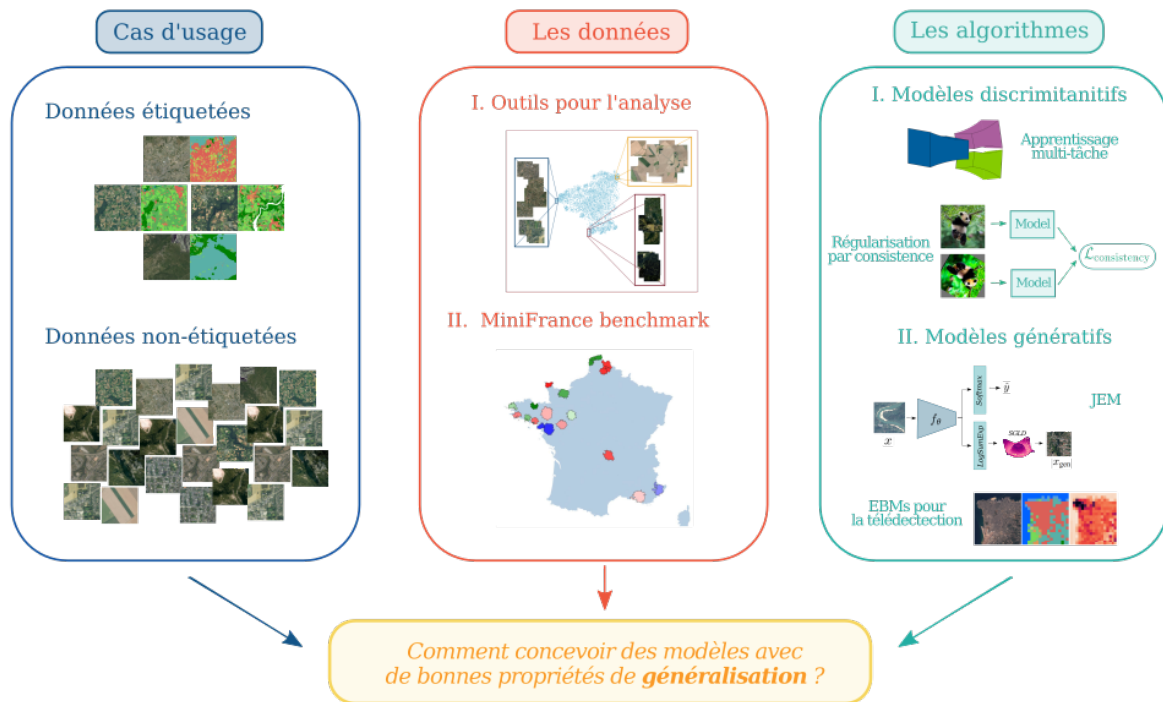 Cas d'usage
Données étiquetées
Données non-étiquetées
Les données
I. Outils pour l'analyse
II. MiniFrance benchmark
Les algorithmes
I. Modèles discrimitanitifs
Apprentissage
multi-tâche
Régularisation
par consistence
Model
Model
ℒconsistency
II. Modèles génératifs
x
fθ
Softmax
ŷ
LogSumExp
SGLD
xgen
JEM
EBMs pour
la télédectection
Comment concevoir des modèles avec
de bonnes propriétés de généralisation ?